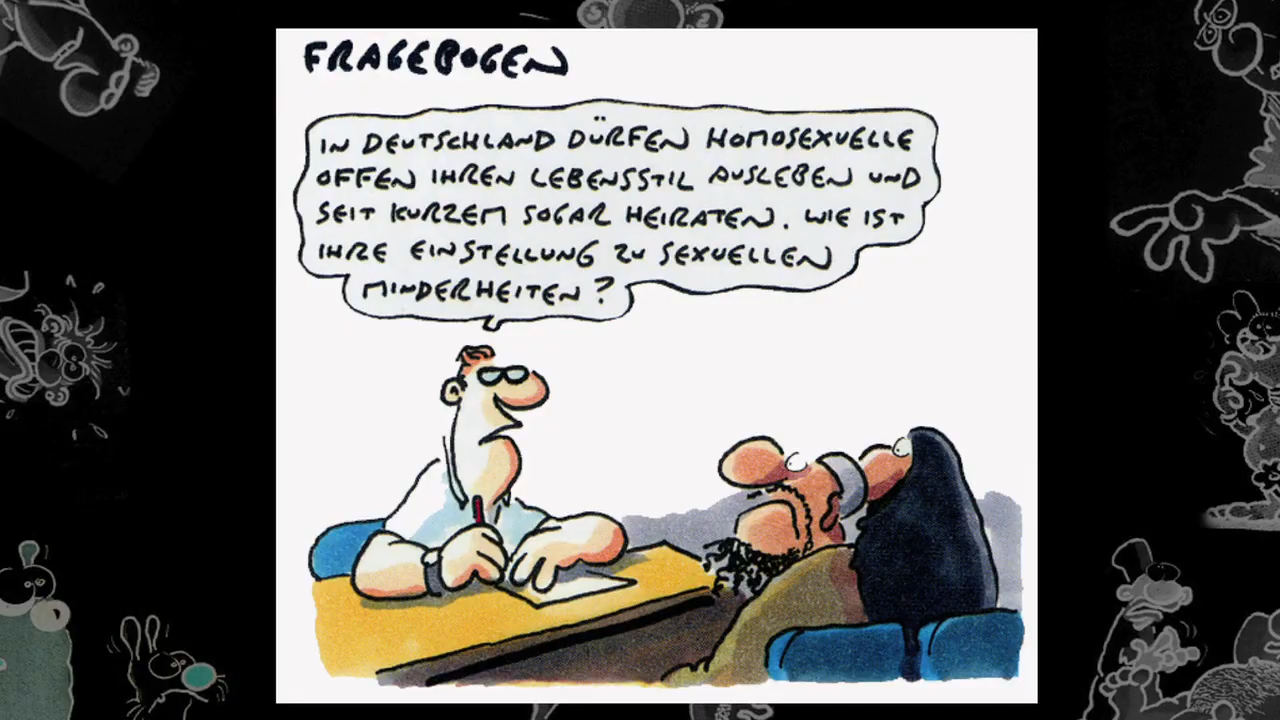 FRAGEBOGEN
IN DEUTSCHLAND DÜRFEN HOMOSEXUELLE
OFFEN IHREN LEBENSSTIL AUSLEBEN UND
SEIT KURZEM SOGAR HEIRATEN. WIE IST
IHRE EINSTELLUNG ZU SEXUELLEN
MINDERHEITEN?